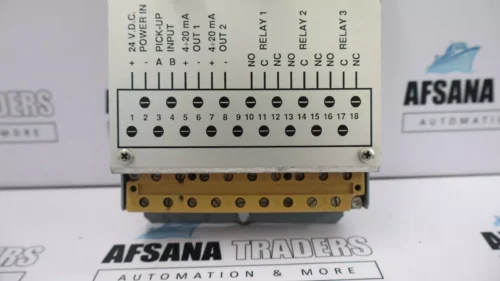 + 24 V.D.C.
- POWER IN
A PICK-UP
B INPUT
+ 4÷20 mA
- OUT 1
+ 4÷20 mA
- OUT 2
NO
C RELAY 1
NC
NO
C RELAY 2
NC
NO
C RELAY 3
NC
1 2 3 4 5 6 7 8 9 10 11 12 13 14 15 16 17 18
AFSANA
AUTOMATION &
AFSANA TRADERS
AUTOMATION & MORE